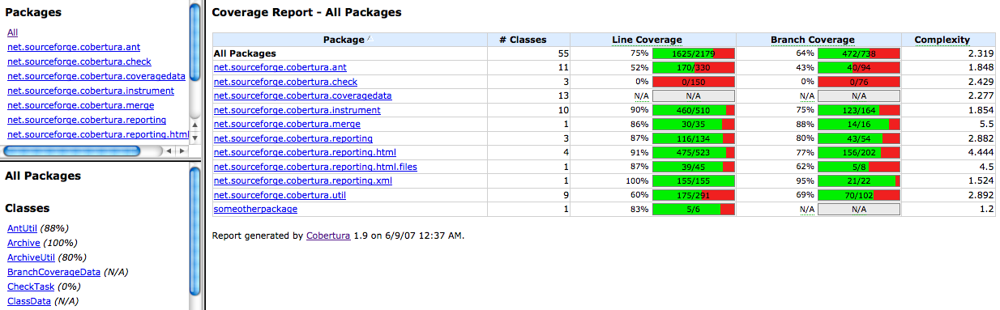 Packages
All
net.sourceforge.cobertura.ant
net.sourceforge.cobertura.check
net.sourceforge.cobertura.coveragedata
net.sourceforge.cobertura.instrument
net.sourceforge.cobertura.merge
net.sourceforge.cobertura.reporting
net.sourceforge.cobertura.reporting.html
All Packages
Classes
AntUtil (88%)
Archive (100%)
ArchiveUtil (80%)
BranchCoverageData (N/A)
CheckTask (0%)
ClassData (N/A)
Coverage Report - All Packages
Package # Classes Line Coverage Branch Coverage Complexity
All Packages 55 75% 1625/2179 64% 472/738 2.319
net.sourceforge.cobertura.ant 11 52% 170/330 43% 40/94 1.848
net.sourceforge.cobertura.check 3 0% 0/150 0% 0/76 2.429
net.sourceforge.cobertura.coveragedata 13 N/A N/A N/A N/A 2.277
net.sourceforge.cobertura.instrument 10 90% 460/510 75% 123/164 1.854
net.sourceforge.cobertura.merge 1 86% 30/35 88% 14/16 5.5
net.sourceforge.cobertura.reporting 3 87% 116/134 80% 43/54 2.882
net.sourceforge.cobertura.reporting.html 4 91% 475/523 77% 156/202 4.444
net.sourceforge.cobertura.reporting.html.files 1 87% 39/45 62% 5/8 4.5
net.sourceforge.cobertura.reporting.xml 1 100% 155/155 95% 21/22 1.524
net.sourceforge.cobertura.util 9 60% 175/291 69% 70/102 2.892
someotherpackage 1 83% 5/6 N/A N/A 1.2
Report generated by Cobertura 1.9 on 6/9/07 12:37 AM.